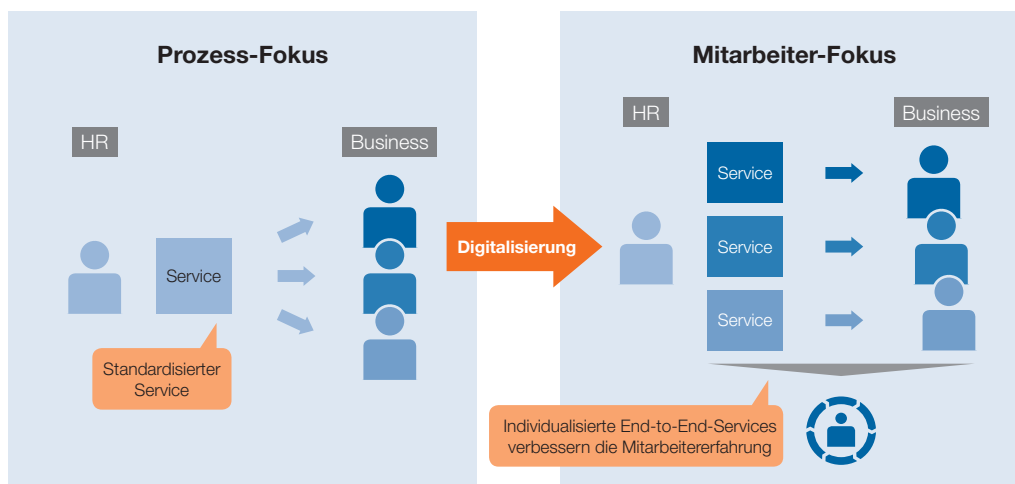 Prozess-Fokus
HR
Business
Service
Standardisierter
Service
Digitalisierung
Mitarbeiter-Fokus
HR
Business
Service
Service
Service
Individualisierte End-to-End-Services
verbessern die Mitarbeitererfahrung